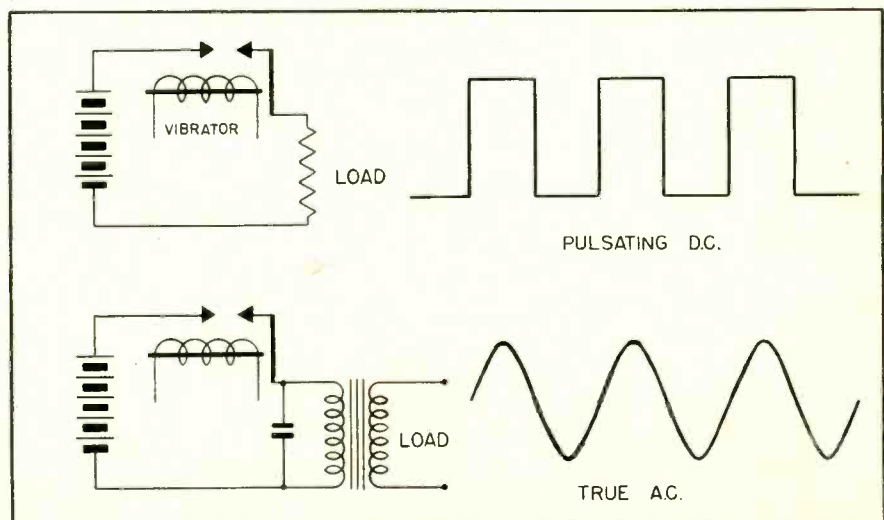 VIBRATOR
LOAD
PULSATING D.C.
LOAD
TRUE A.C.